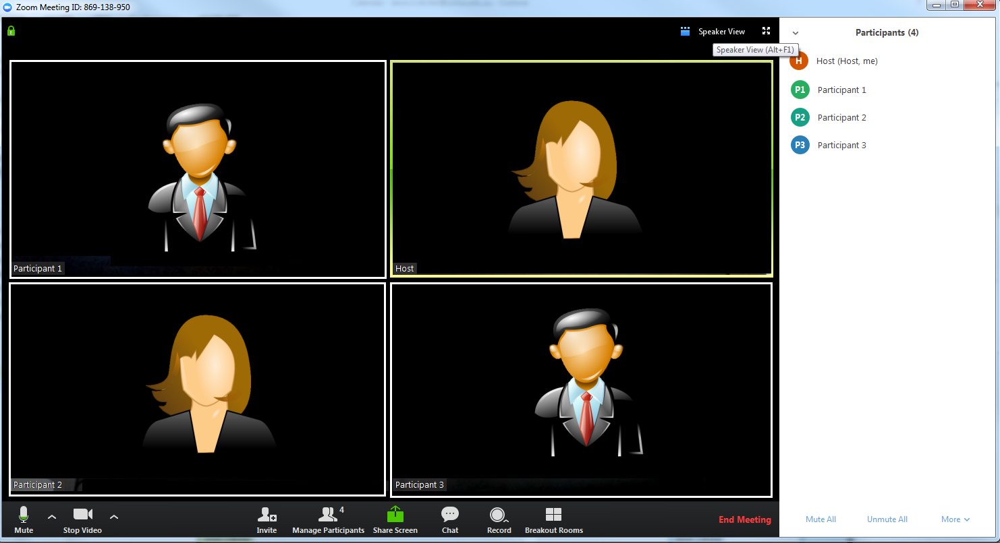 Zoom Meeting ID: 869-138-950
E
Speaker View
Speaker View (Alt+F1)
Participants (4)
H Host (Host, me)
P1 Participant 1
P2 Participant 2
P3 Participant 3
Participant 1
Host
Participant 2
Participant 3
Mute
Stop Video
Invite
4
Manage Participants
Share Screen
Chat
Record
Breakout Rooms
End Meeting
Mute All
Unmute All
More